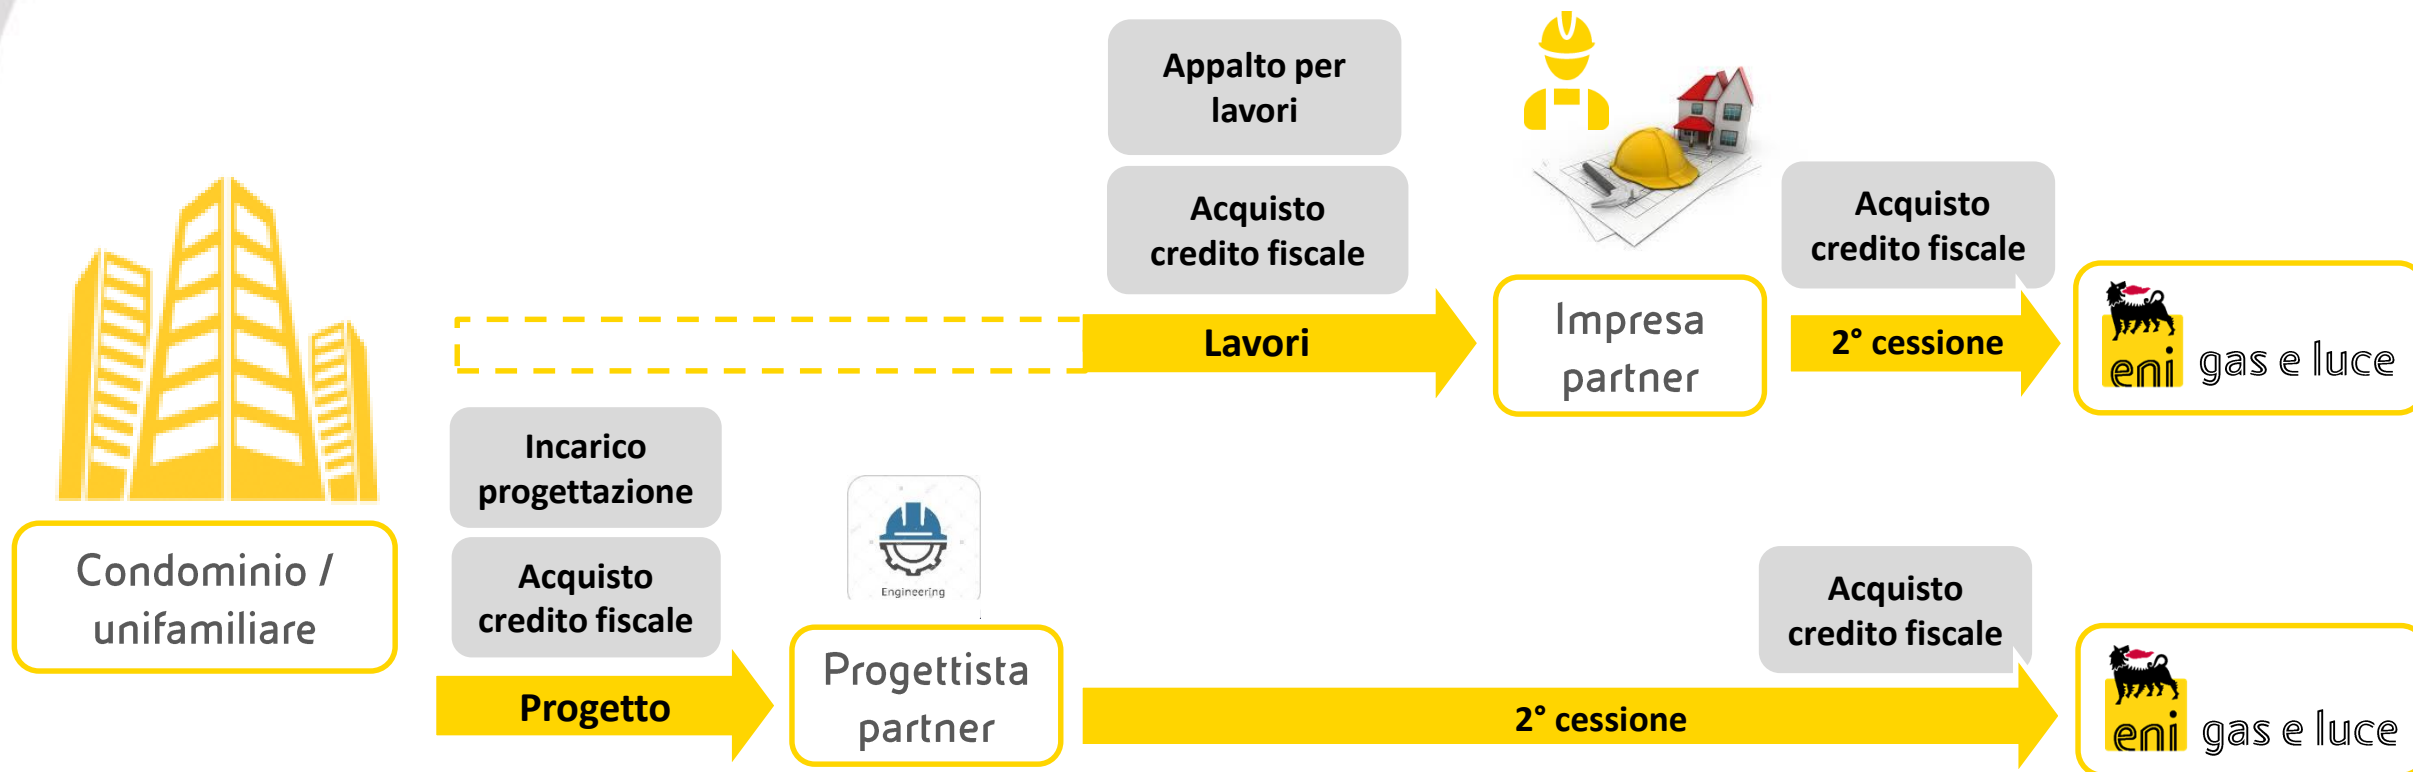 Appalto per
lavori
Acquisto
credito fiscale
Acquisto
credito fiscale
Lavori
Impresa
partner
2° cessione
eni gas e luce
Incarico
progettazione
Acquisto
credito fiscale
Engineering
Condominio /
unifamiliare
Progetto
Progettista
partner
Acquisto
credito fiscale
2° cessione
eni gas e luce